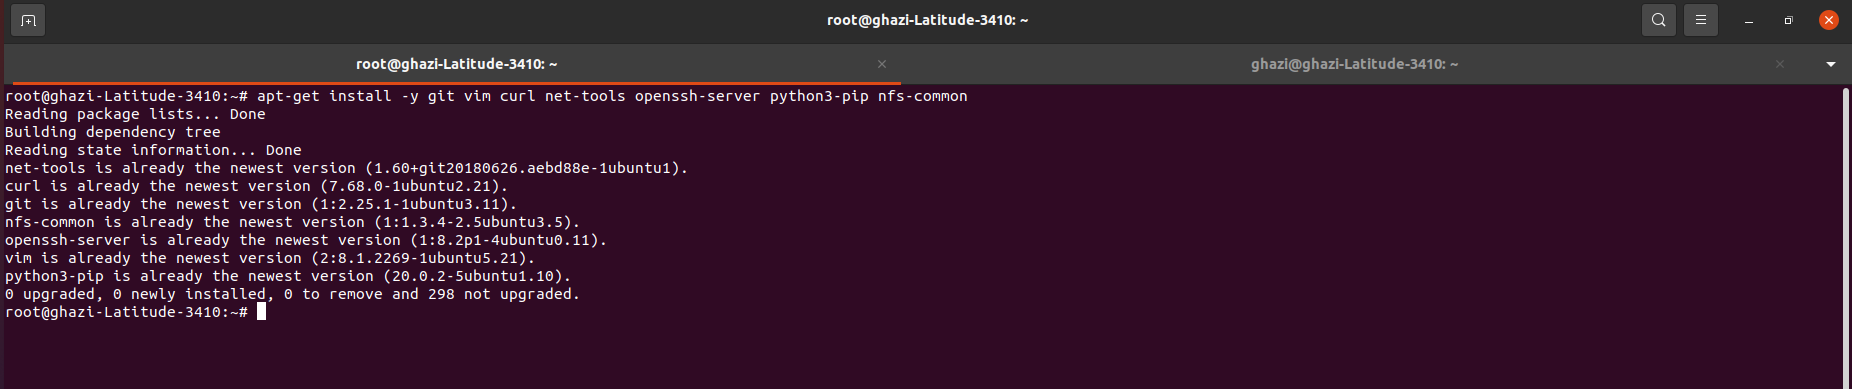 root@ghazi-Latitude-3410: ~
root@ghazi-Latitude-3410: ~
ghazi@ghazi-Latitude-3410: ~
root@ghazi-Latitude-3410:~# apt-get install -y git vim curl net-tools openssh-server python3-pip nfs-common
Reading package lists... Done
Building dependency tree
Reading state information... Done
net-tools is already the newest version (1.60+git20180626.aebd88e-1ubuntu1).
curl is already the newest version (7.68.0-1ubuntu2.21).
git is already the newest version (1:2.25.1-1ubuntu3.11).
nfs-common is already the newest version (1:1.3.4-2.5ubuntu3.5).
openssh-server is already the newest version (1:8.2p1-4ubuntu0.11).
vim is already the newest version (2:8.1.2269-1ubuntu5.21).
python3-pip is already the newest version (20.0.2-5ubuntu1.10).
0 upgraded, 0 newly installed, 0 to remove and 298 not upgraded.
root@ghazi-Latitude-3410:~#